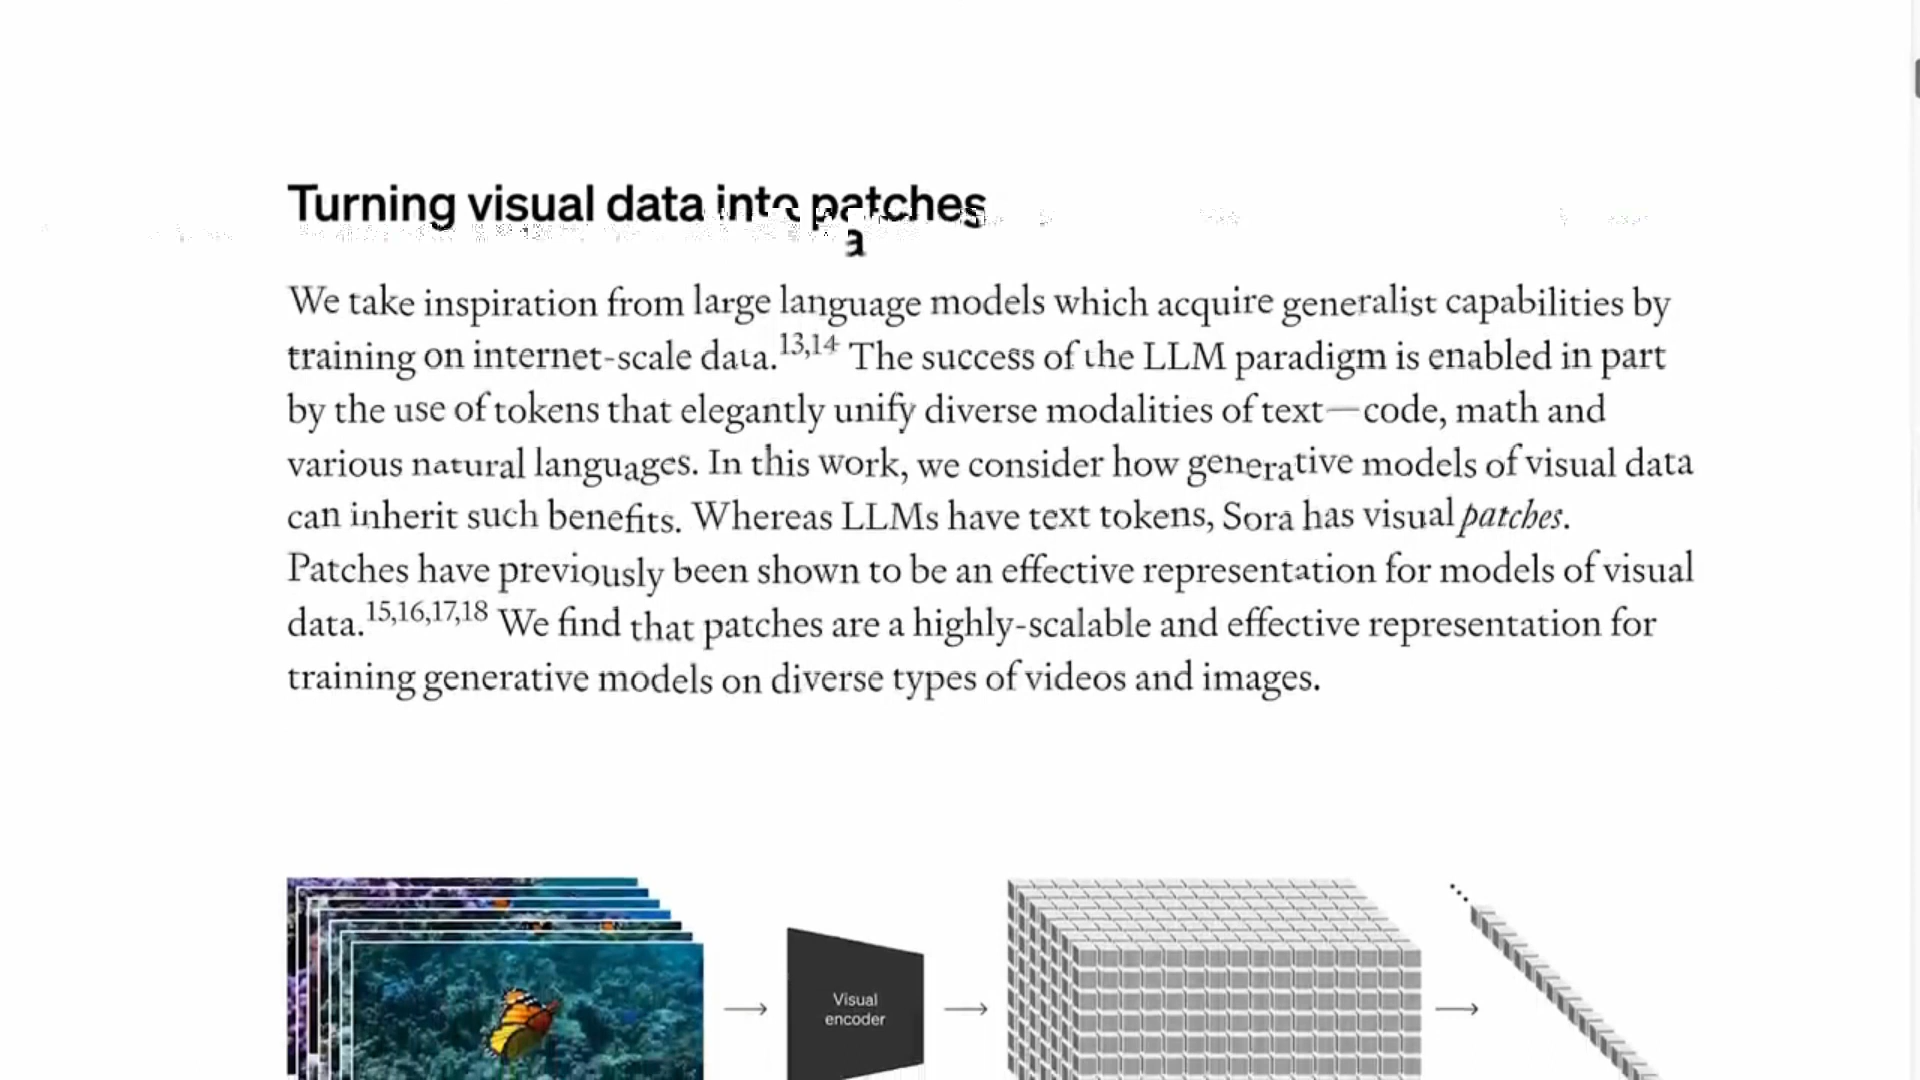 Turning visual data into patches
a
We take inspiration from large language models which acquire generalist capabilities by
training on internet-scale data.13,14 The success of the LLM paradigm is enabled in part
by the use of tokens that elegantly unify diverse modalities of text—code, math and
various natural languages. In this work, we consider how generative models of visual data
can inherit such benefits. Whereas LLMs have text tokens, Sora has visual patches.
Patches have previously been shown to be an effective representation for models of visual
data.15,16,17,18 We find that patches are a highly-scalable and effective representation for
training generative models on diverse types of videos and images.
Visual
encoder